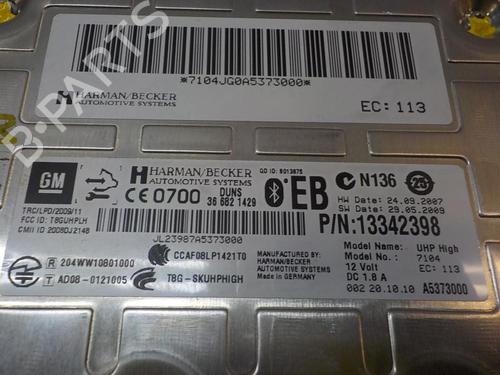 *7104JG0A5373000*
HARMAN/BECKER
AUTOMOTIVE SYSTEMS
EC: 113
B-PARTS
GM
TRC/LPD/2009/11
FCC ID: T8GUHPLH
CMII ID: 2008DJ2148
HARMAN/BECKER
AUTOMOTIVE SYSTEMS
CE0700
DUNS
36 682 1429
QD ID: B013875
EB
N136
HW Date: 24.09.2007
SW Date: 29.05.2009
P/N:13342398
JL23987A5373000
R 204WW10801000
T AD08-0121005
CCAF08LP1421T0
T8G-SKUHPHIGH
MANUFACTURED BY:
HARMAN/BECKER
AUTOMOTIVE SYSTEMS
Made in GERMANY
Model Name: UHP High
Model No.: 7104
12 Volt EC: 113
DC 1.8 A
002 20.10.10 A5373000